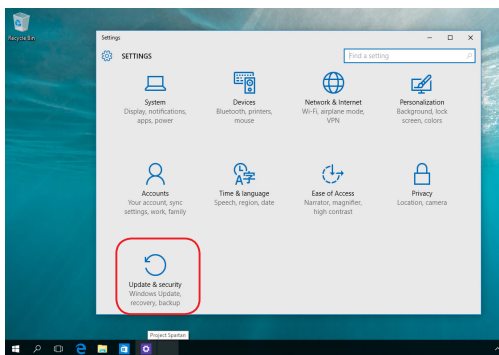 Recycle Bin
Settings
SETTINGS
Find a setting
System
Display, notifications,
apps, power
Devices
Bluetooth, printers,
mouse
Network & Internet
Wi-Fi, airplane mode,
VPN
Personalization
Background, lock
screen, colors
Accounts
Your account, sync
settings, work, family
Time & language
Speech, region, date
Ease of Access
Narrator, magnifier,
high contrast
Privacy
Location, camera
Update & security
Windows Update,
recovery, backup
Project Spartan